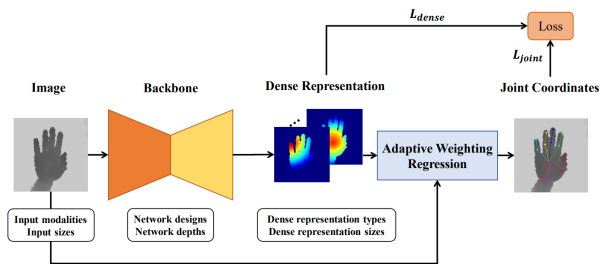 L_dense
Loss
L_joint
Image
Backbone
Dense Representation
Joint Coordinates
Adaptive Weighting
Regression
Input modalities
Input sizes
Network designs
Network depths
Dense representation types
Dense representation sizes